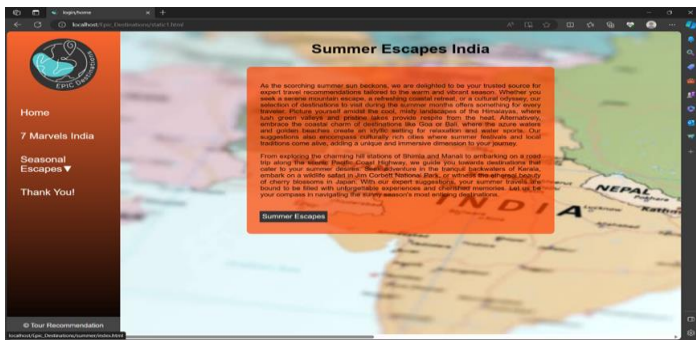 login/home
localhost/Epic_Destinations/static1.html
EPIC DESTINATIONS
Home
7 Marvels India
Seasonal
Escapes▼
Thank You!
© Tour Recommendation
localhost/Epic_Destinations/summer/index.html
Summer Escapes India
As the scorching summer sun beckons, we are delighted to be your trusted source for
expert travel recommendations tailored to the warm and vibrant season. Whether you
seek a serene mountain escape, a refreshing coastal retreat, or a cultural odyssey, our
selection of destinations to visit during the summer months offers something for every
traveler. Picture yourself amidst the cool, misty landscapes of the Himalayas, where
lush green valleys and pristine lakes provide respite from the heat. Alternatively,
embrace the coastal charm of destinations like Goa or Bali, where the azure waters
and golden beaches create an idyllic setting for relaxation and water sports. Our
suggestions also encompass culturally rich cities where summer festivals and local
traditions come alive, adding a unique and immersive dimension to your journey.
From exploring the charming hill stations of Shimla and Manali to embarking on a road
trip along the scenic Pacific Coast Highway, we guide you towards destinations that
cater to your summer desires. Seek adventure in the tranquil backwaters of Kerala,
embark on a wildlife safari in Jim Corbett National Park, or witness the ethereal beauty
of cherry blossoms in Japan. With our expert suggestions, your summer travels are
bound to be filled with unforgettable experiences and cherished memories. Let us be
your compass in navigating the sunny season's most enticing destinations.
Summer Escapes
NEPAL
INDIA
Lucknow